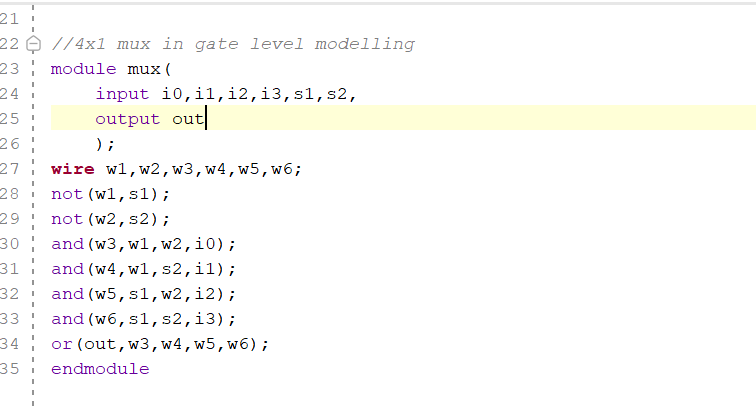 21
22 //4x1 mux in gate level modelling
23 module mux(
24 input i0,i1,i2,i3,s1,s2,
25 output out
26 );
27 wire w1,w2,w3,w4,w5,w6;
28 not(w1,s1);
29 not(w2,s2);
30 and(w3,w1,w2,i0);
31 and(w4,w1,s2,i1);
32 and(w5,s1,w2,i2);
33 and(w6,s1,s2,i3);
34 or(out,w3,w4,w5,w6);
35 endmodule